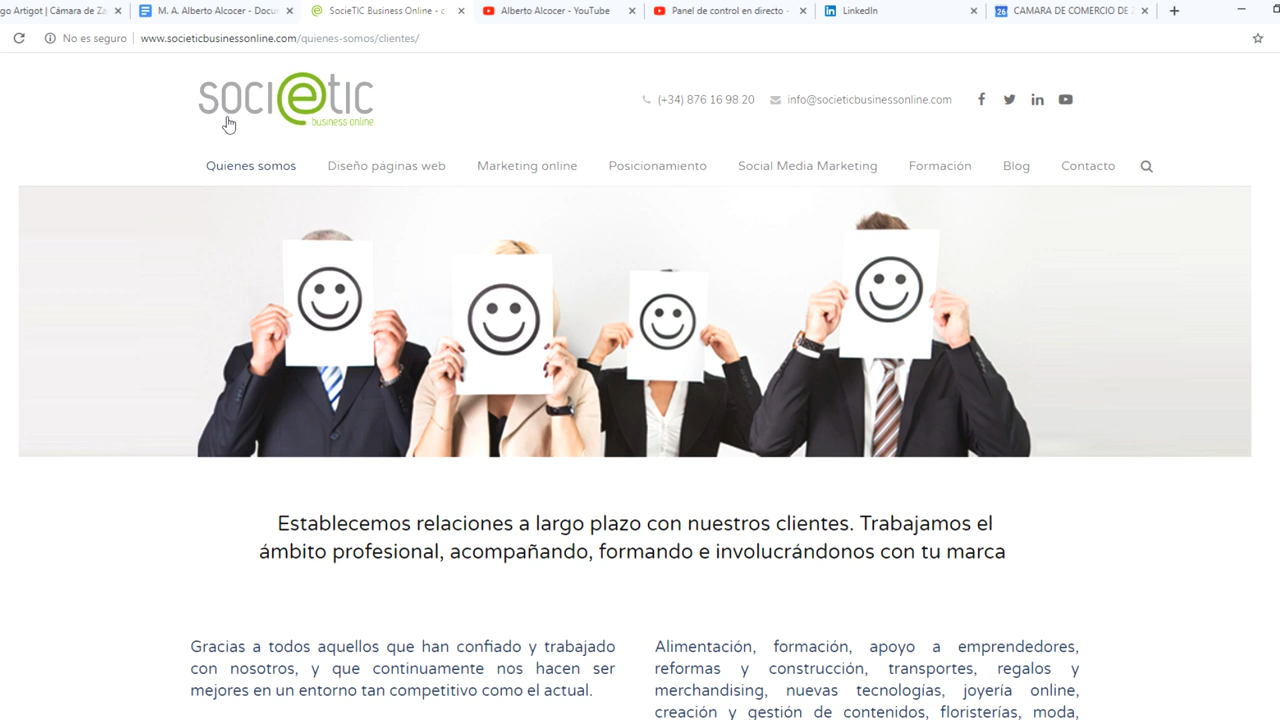 go Artigot | Cámara de Za
M. A. Alberto Alcocer - Docun
SocieTIC Business Online - c
Alberto Alcocer - YouTube
Panel de control en directo -
LinkedIn
26
CAMARA DE COMERCIO DE
No es seguro
www.societicbusinessonline.com/quienes-somos/clientes/
societic
business online
(+34) 876 16 98 20
info@societicbusinessonline.com
Quienes somos
Diseño páginas web
Marketing online
Posicionamiento
Social Media Marketing
Formación
Blog
Contacto
Establecemos relaciones a largo plazo con nuestros clientes. Trabajamos el
ámbito profesional, acompañando, formando e involucrándonos con tu marca
Gracias a todos aquellos que han confiado y trabajado
con nosotros, y que continuamente nos hacen ser
mejores en un entorno tan competitivo como el actual.
Alimentación, formación, apoyo a emprendedores,
reformas y construcción, transportes, regalos y
merchandising, nuevas tecnologías, joyería online,
creación y gestión de contenidos, floristerías, moda,